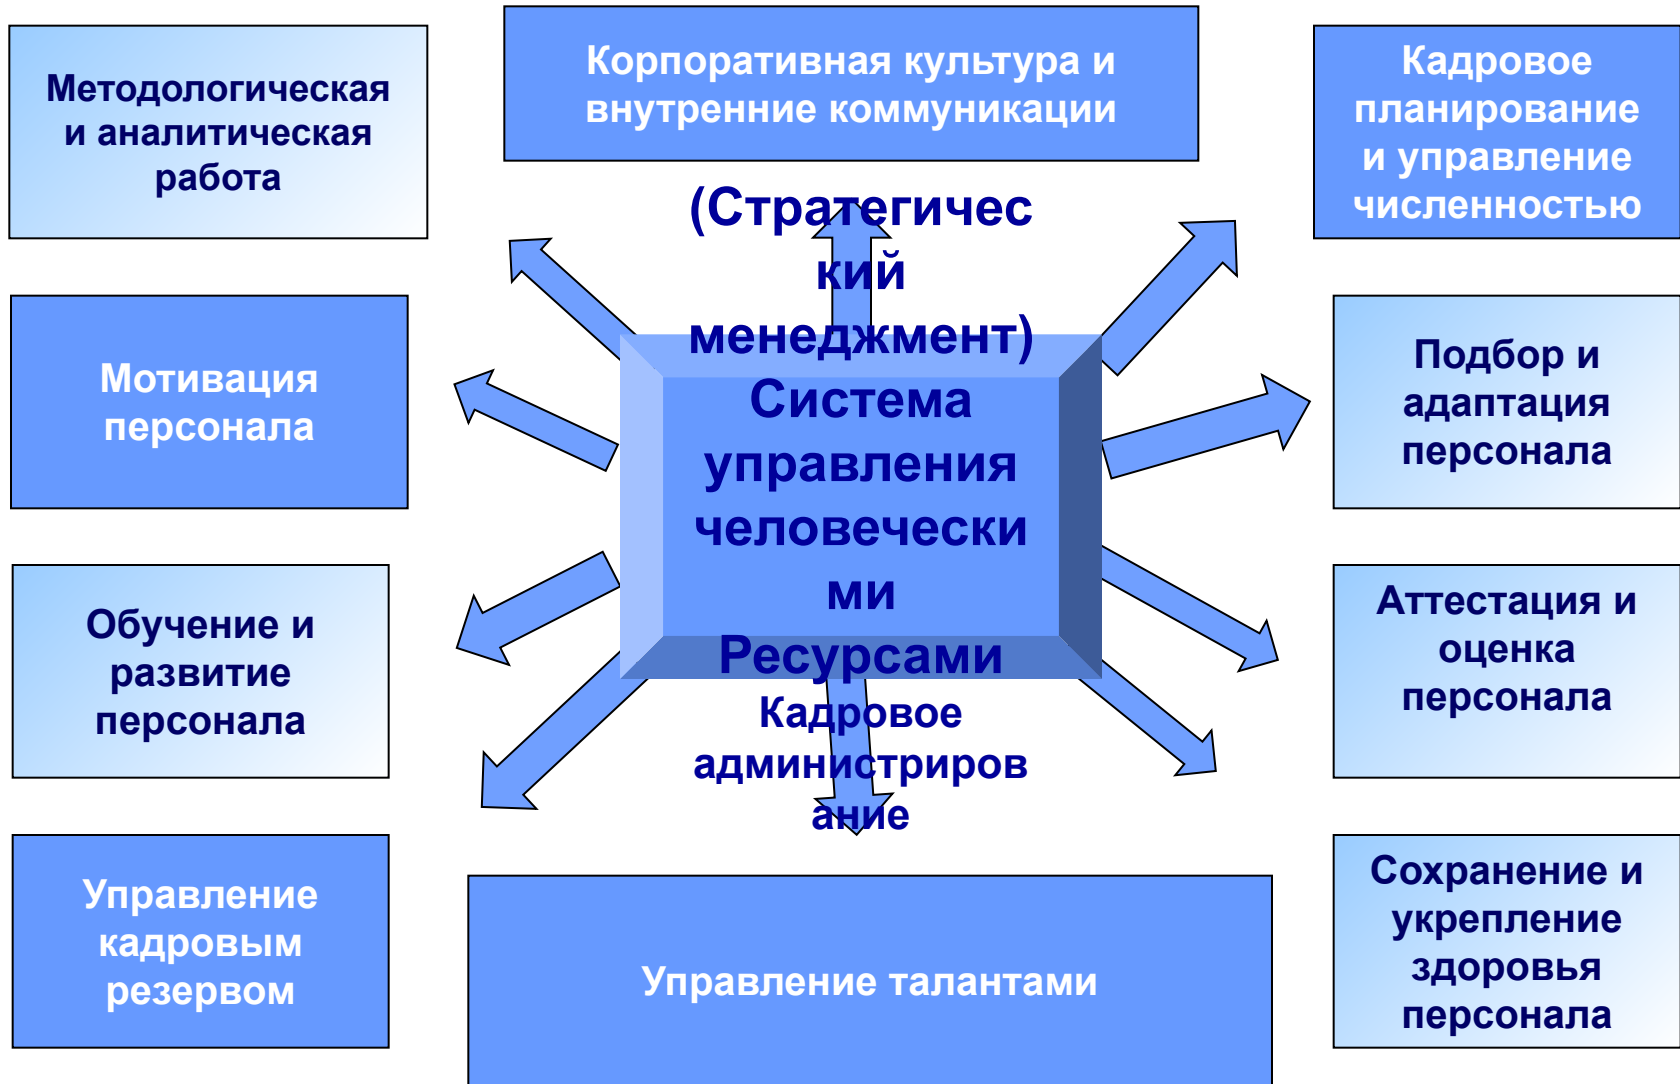 Методологическая
и аналитическая
работа
Корпоративная культура и
внутренние коммуникации
Кадровое
планирование
и управление
численностью
Мотивация
персонала
(Стратегичес
кий
менеджмент)
Система
управления
человечески
ми
Ресурсами
Кадровое
администриров
ание
Подбор и
адаптация
персонала
Обучение и
развитие
персонала
Аттестация и
оценка
персонала
Управление
кадровым
резервом
Управление талантами
Сохранение и
укрепление
здоровья
персонала